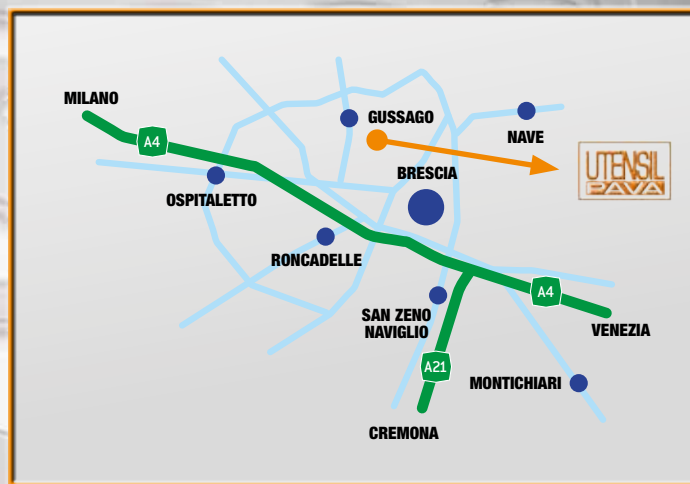 MILANO
A4
GUSSAGO
NAVE
UTENSIL
PAVA
BRESCIA
OSPITALETTO
RONCADELLE
A4
SAN ZENO
NAVIGLIO
VENEZIA
A21
MONTICHIARI
CREMONA